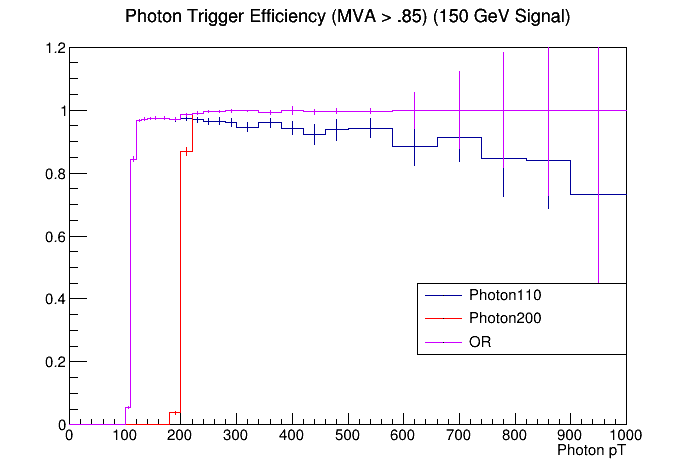 Photon Trigger Efficiency (MVA > .85) (150 GeV Signal)
1.2
1
0.8
0.6
0.4
0.2
0
Photon110
Photon200
OR
0 100 200 300 400 500 600 700 800 900 1000
Photon pT